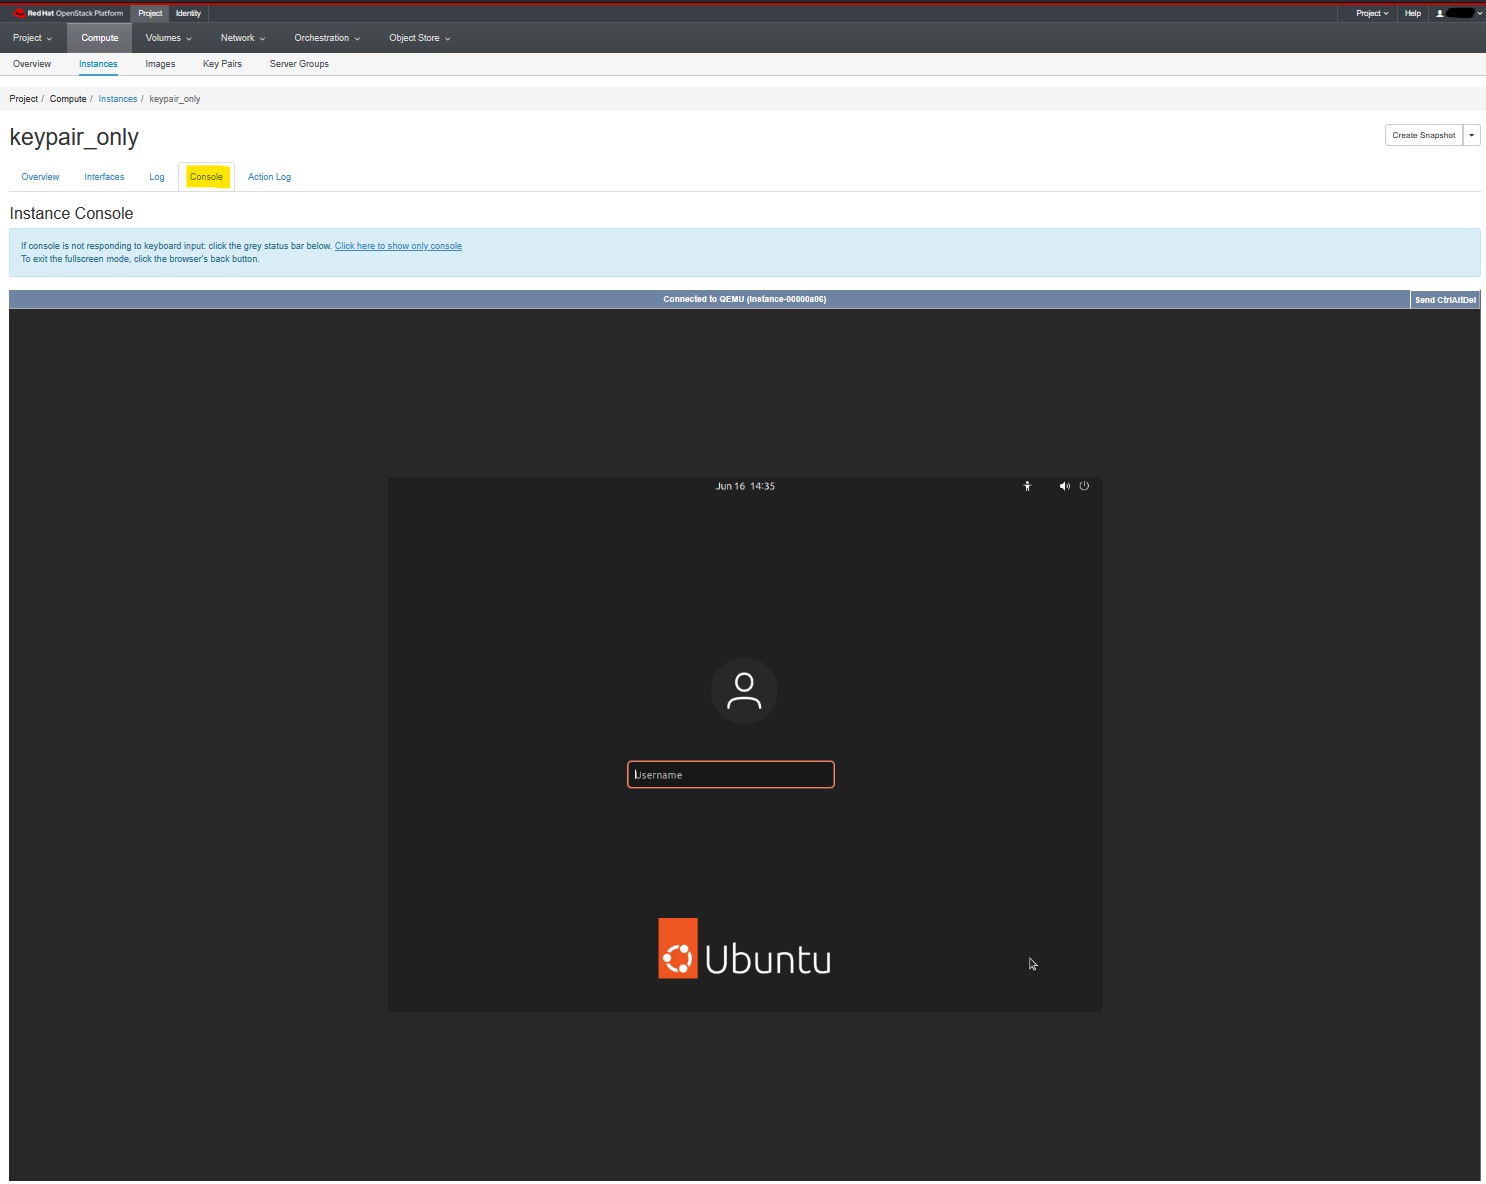 Red Hat OpenStack Platform Project Identity Project Help
Project Compute Volumes Network Orchestration Object Store
Overview Instances Images Key Pairs Server Groups
Project / Compute / Instances / keypair_only
keypair_only
Create Snapshot
Overview Interfaces Log Console Action Log
Instance Console
If console is not responding to keyboard input: click the grey status bar below. Click here to show only console
To exit the fullscreen mode, click the browser's back button.
Connected to QEMU (instance-00000a06) Send CtrlAltDel
Jun 16 14:35
Username
Ubuntu